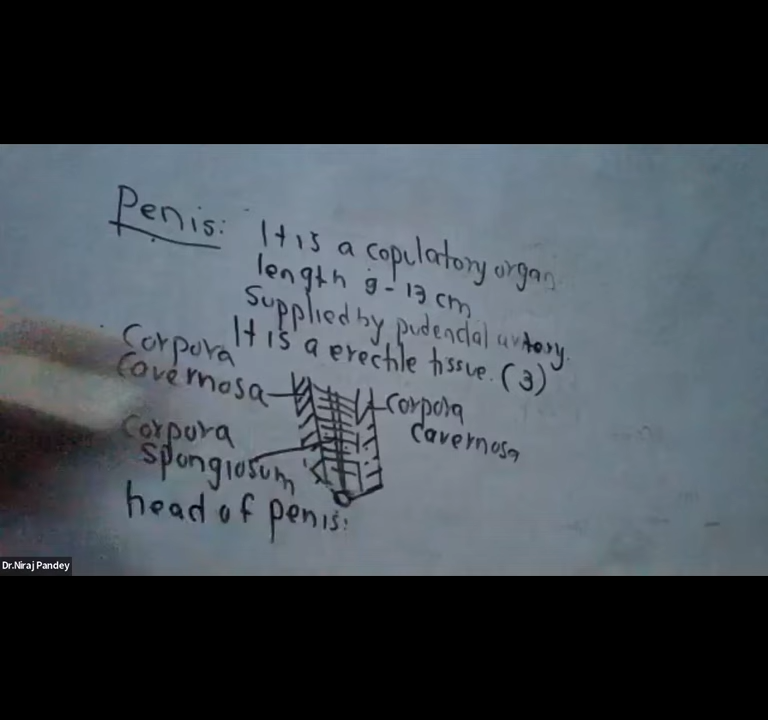 Penis: It is a copulatory organ
length 9-13 cm
Supplied by pudendal artery.
It is a erectile tissue. (3)
Corpora
Cavernosa
Corpora
Cavernosa
Corpora
Spongiosum
head of penis:
Dr.Niraj Pandey